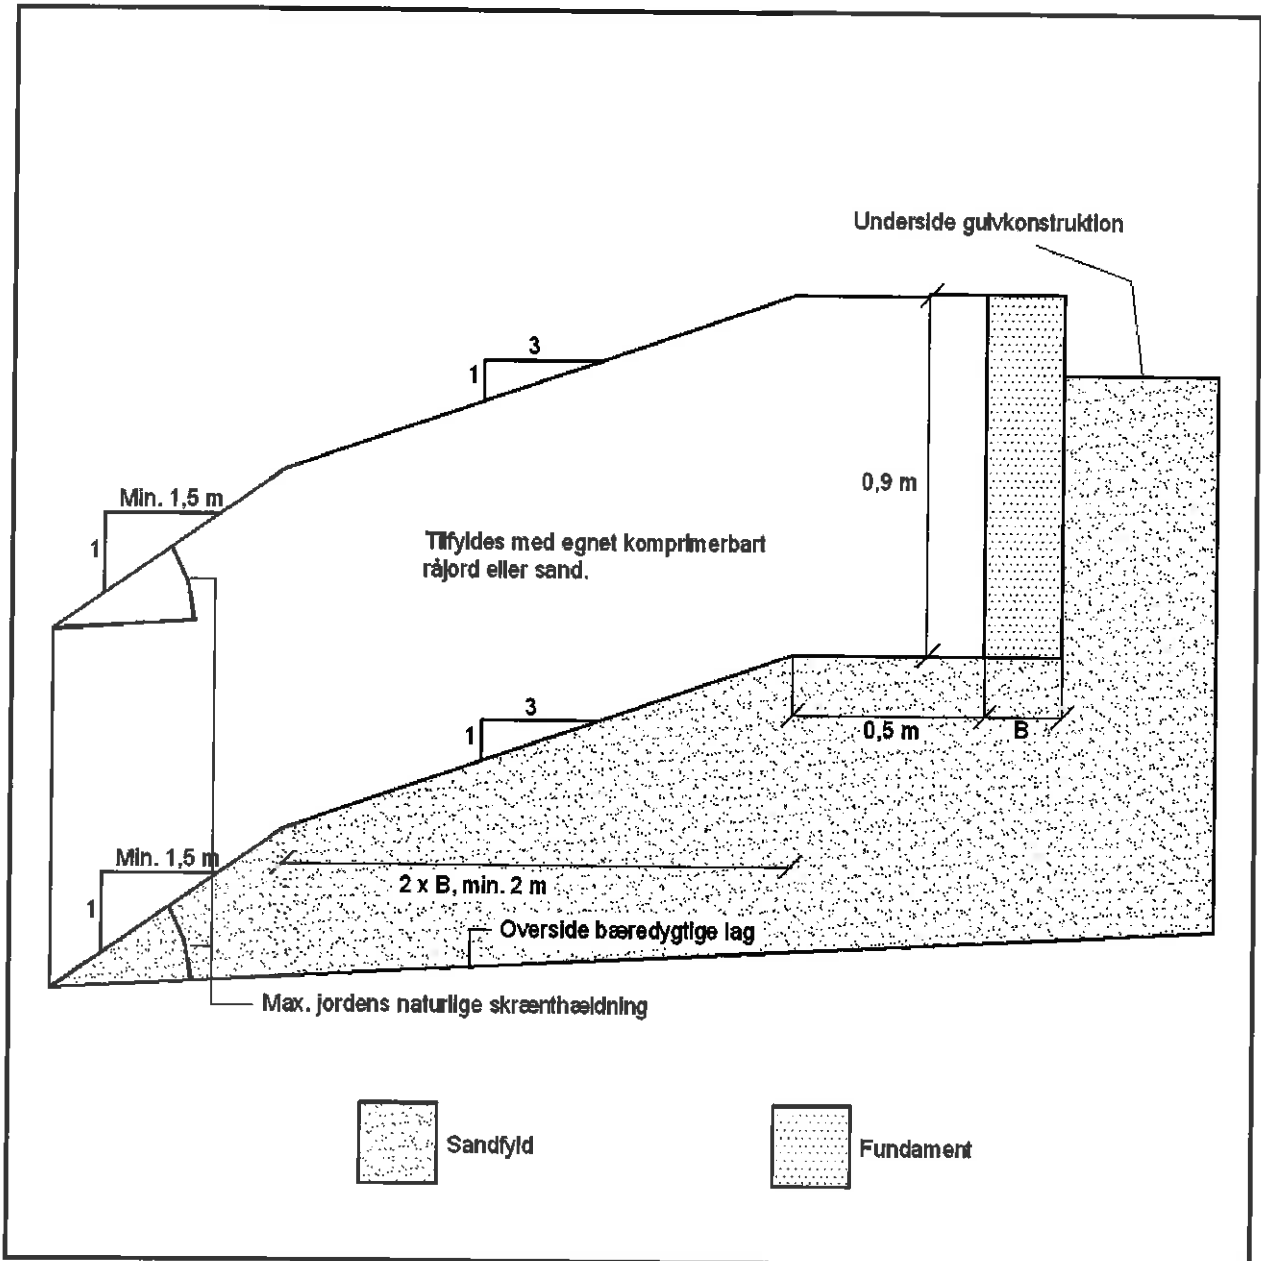 Underside gulvkonstruktion
3
1
Min. 1,5 m
1
0,9 m
Tilfyldes med egnet komprimerbart
råjord eller sand.
3
1
0,5 m
B
Min. 1,5 m
1
2 x B, min. 2 m
Overside bæredygtige lag
Max. jordens naturlige skrænthældning
Sandfyld
Fundament